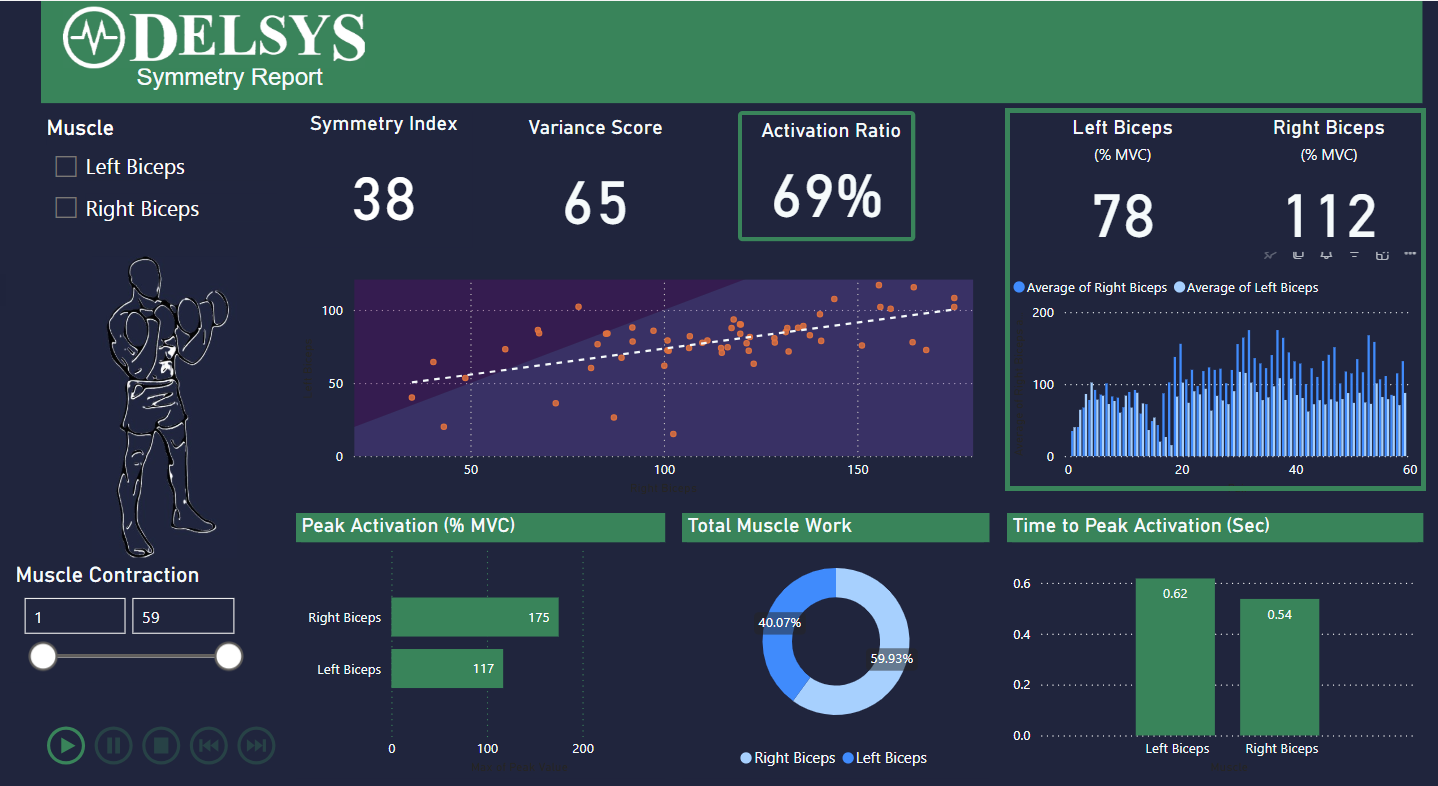 DELSYS
Symmetry Report
Muscle
Left Biceps
Right Biceps
Symmetry Index
38
Variance Score
65
Activation Ratio
69%
Left Biceps
(% MVC)
78
Right Biceps
(% MVC)
112
Average of Right Biceps
Average of Left Biceps
200
100
0
0
20
40
60
100
50
0
50
100
150
Muscle Contraction
1
59
Peak Activation (% MVC)
Right Biceps
175
Left Biceps
117
0
100
200
Total Muscle Work
40.07%
59.93%
Right Biceps
Left Biceps
Time to Peak Activation (Sec)
0.6
0.4
0.2
0.0
0.62
0.54
Left Biceps
Right Biceps